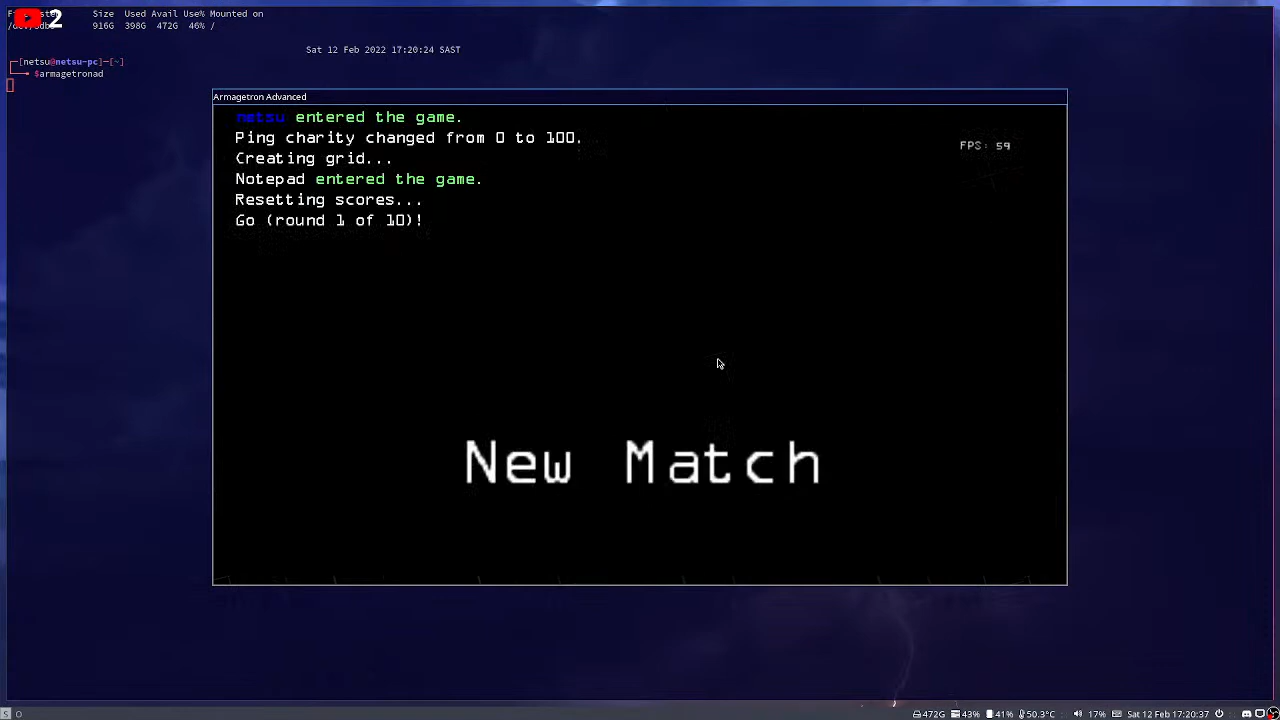 2
Size Used Avail Use% Mounted on
916G 398G 472G 46% /
Sat 12 Feb 2022 17:20:24 SAST
[netsu@netsu-pc]-[~]
$armagetronad
Armagetron Advanced
netsu entered the game.
Ping charity changed from 0 to 100.
Creating grid...
Notepad entered the game.
Resetting scores...
Go (round 1 of 10)!
FPS: 59
New Match
S
472G 43% 41% 50.3°C 17% Sat 12 Feb 17:20:37